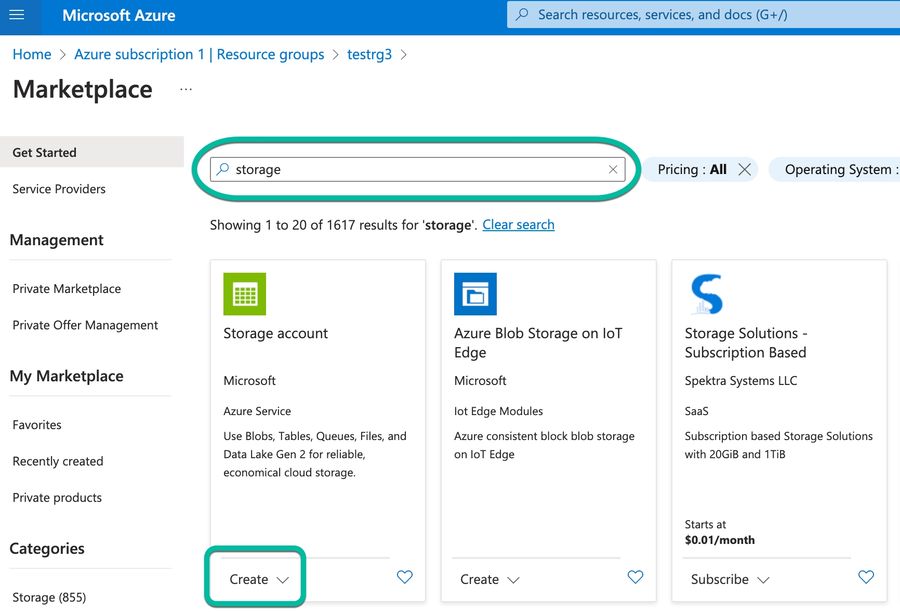 Microsoft Azure
Search resources, services, and docs (G+/)
Home > Azure subscription 1 | Resource groups > testrg3 >
Marketplace ...
Get Started
Service Providers
Management
Private Marketplace
Private Offer Management
My Marketplace
Favorites
Recently created
Private products
Categories
Storage (855)
storage
Pricing : All
Operating System :
Showing 1 to 20 of 1617 results for 'storage'. Clear search
Storage account
Microsoft
Azure Service
Use Blobs, Tables, Queues, Files, and
Data Lake Gen 2 for reliable,
economical cloud storage.
Create
Azure Blob Storage on IoT
Edge
Microsoft
Iot Edge Modules
Azure consistent block blob storage
on IoT Edge
Create
Storage Solutions -
Subscription Based
Spektra Systems LLC
SaaS
Subscription based Storage Solutions
with 20GiB and 1TiB
Starts at
$0.01/month
Subscribe